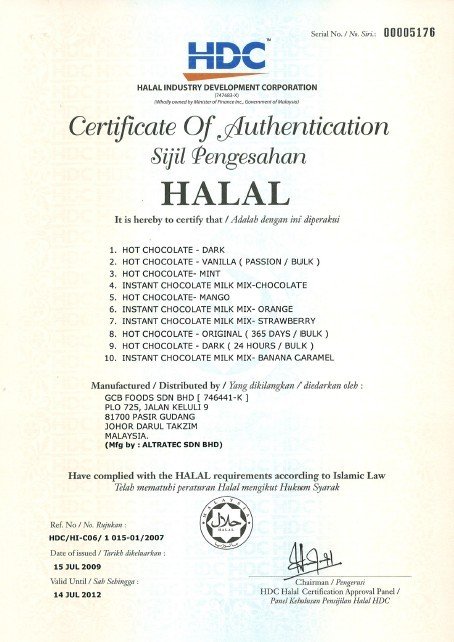 Serial No. / No. Siri.: 00005176
HDC™
HALAL INDUSTRY DEVELOPMENT CORPORATION
(747483-K)
(Wholly owned by Minister of Finance Inc., Government of Malaysia)
Certificate Of Authentication
Sijil Pengesahan
HALAL
It is hereby to certify that / Adalah dengan ini diperakui
1. HOT CHOCOLATE - DARK
2. HOT CHOCOLATE - VANILLA ( PASSION / BULK )
3. HOT CHOCOLATE- MINT
4. INSTANT CHOCOLATE MILK MIX-CHOCOLATE
5. HOT CHOCOLATE- MANGO
6. INSTANT CHOCOLATE MILK MIX- ORANGE
7. INSTANT CHOCOLATE MILK MIX- STRAWBERRY
8. HOT CHOCOLATE - ORIGINAL ( 365 DAYS / BULK )
9. HOT CHOCOLATE - DARK ( 24 HOURS / BULK )
10. INSTANT CHOCOLATE MILK MIX- BANANA CARAMEL
Manufactured / Distributed by / Yang dikilangkan / diedarkan oleh :
GCB FOODS SDN BHD [ 746441-K ]
PLO 725, JALAN KELULI 9
81700 PASIR GUDANG
JOHOR DARUL TAKZIM
MALAYSIA.
(Mfg by : ALTRATEC SDN BHD)
Have complied with the HALAL requirements according to Islamic Law
Telah mematuhi peraturan Halal mengikut Hukum Syarak
MALAYSIA
حلال
HALAL
Ref. No / No. Rujukan :
HDC/HI-C06/ 1 015-01/2007
Date of issued / Tarikh dikeluarkan :
15 JUL 2009
Valid Until / Sah Sehingga :
14 JUL 2012
Chairman / Pengerusi
HDC Halal Certification Approval Panel /
Panel Kelulusan Pensijilan Halal HDC